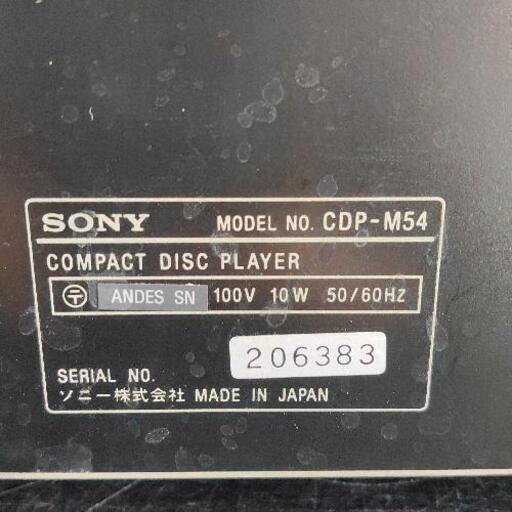 SONY MODEL NO. CDP-M54
COMPACT DISC PLAYER
〒 ANDES SN 100V 10W 50/60Hz
206383
SERIAL NO.
ソニー株式会社 MADE IN JAPAN